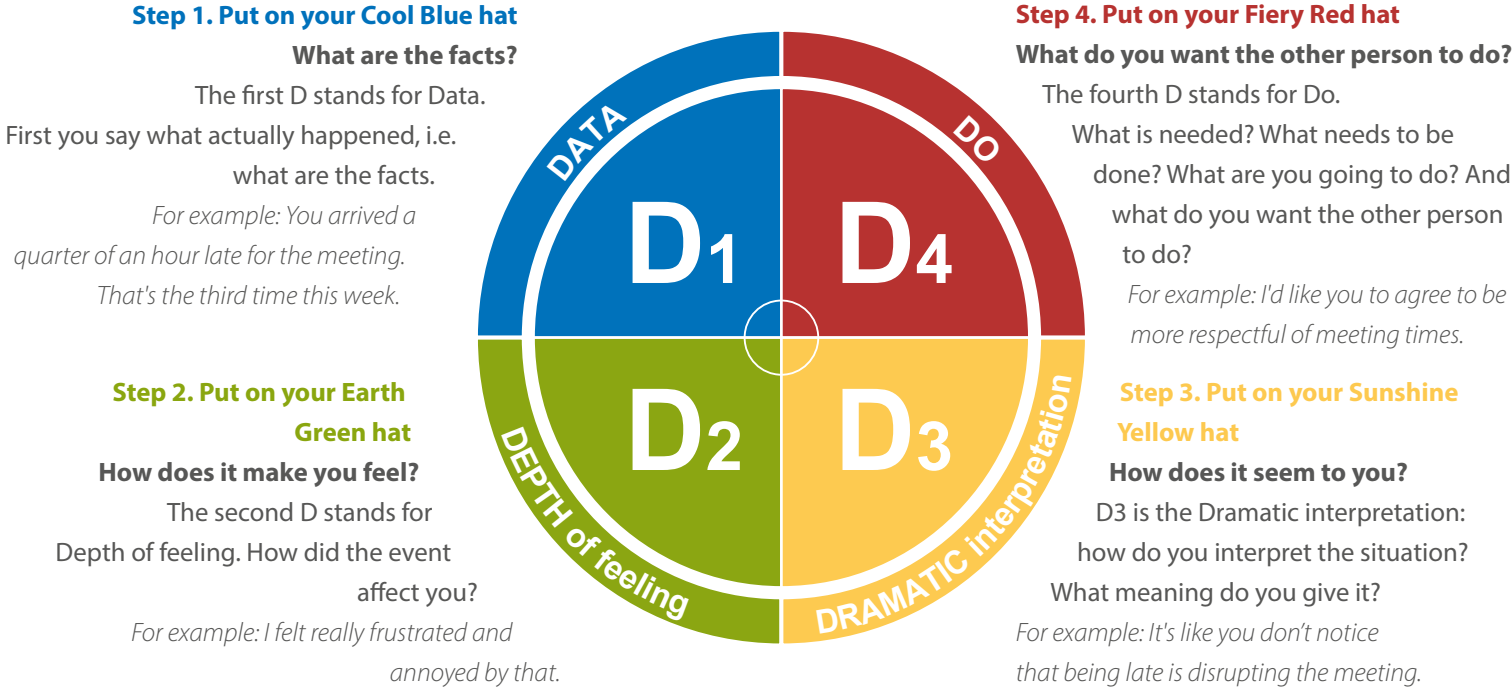 Step 1. Put on your Cool Blue hat
What are the facts?
The first D stands for Data.
First you say what actually happened, i.e.
what are the facts.
For example: You arrived a
quarter of an hour late for the meeting.
That's the third time this week.
Step 2. Put on your Earth
Green hat
How does it make you feel?
The second D stands for
Depth of feeling. How did the event
affect you?
For example: I felt really frustrated and
annoyed by that.
DATA
D1
DO
D4
DEPTH of feeling
D2
DRAMATIC interpretation
D3
Step 4. Put on your Fiery Red hat
What do you want the other person to do?
The fourth D stands for Do.
What is needed? What needs to be
done? What are you going to do? And
what do you want the other person
to do?
For example: I'd like you to agree to be
more respectful of meeting times.
Step 3. Put on your Sunshine
Yellow hat
How does it seem to you?
D3 is the Dramatic interpretation:
how do you interpret the situation?
What meaning do you give it?
For example: It's like you don’t notice
that being late is disrupting the meeting.